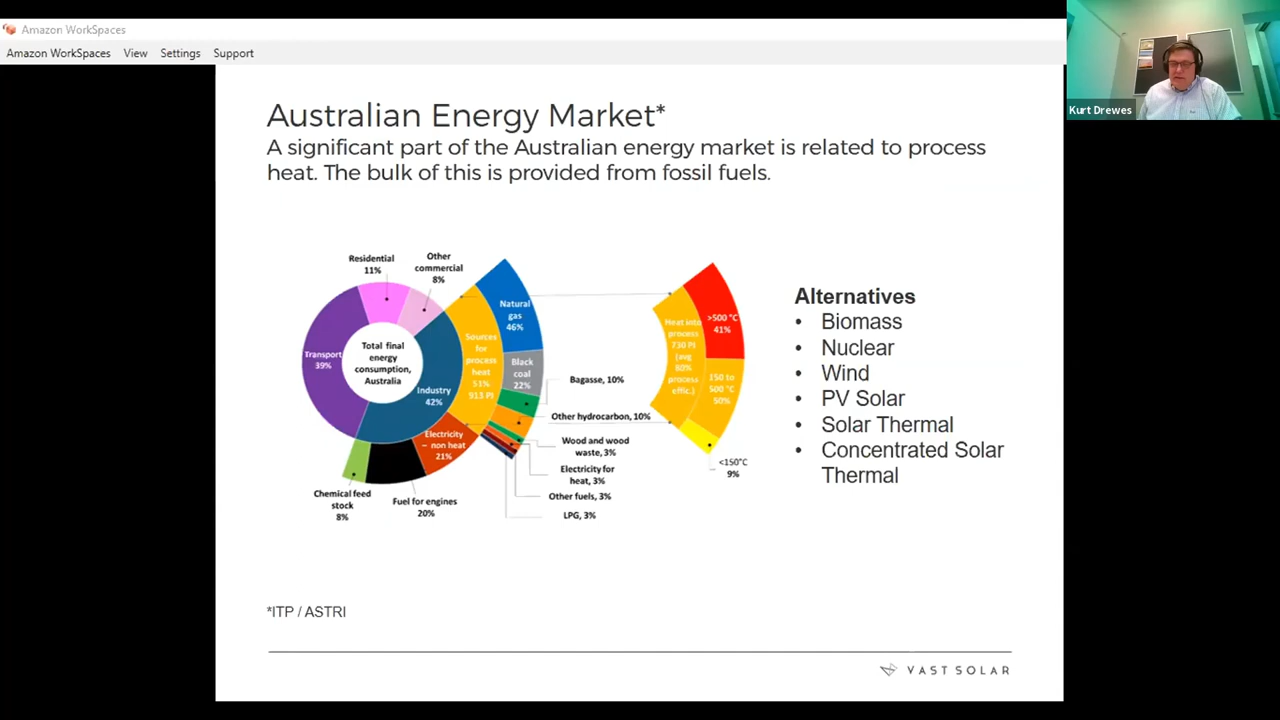 Amazon WorkSpaces
Amazon WorkSpaces View Settings Support
Kurt Drewes
Australian Energy Market*
A significant part of the Australian energy market is related to process
heat. The bulk of this is provided from fossil fuels.
Residential
11%
Other
commercial
8%
Transport
39%
Total final
energy
consumption,
Australia
Industry
42%
Sources
for
process
heat
51%
913 PJ
Electricity
– non heat
21%
Fuel for engines
20%
Chemical feed
stock
8%
Natural
gas
46%
Black
coal
22%
Bagasse, 10%
Other hydrocarbon, 10%
Wood and wood
waste, 3%
Electricity for
heat, 3%
Other fuels, 3%
LPG, 3%
Heat into
process
730 PJ
(avg
80%
process
effic.)
>500 °C
41%
150 to
500 °C
50%
<150°C
9%
Alternatives
• Biomass
• Nuclear
• Wind
• PV Solar
• Solar Thermal
• Concentrated Solar
Thermal
*ITP / ASTRI
VAST SOLAR